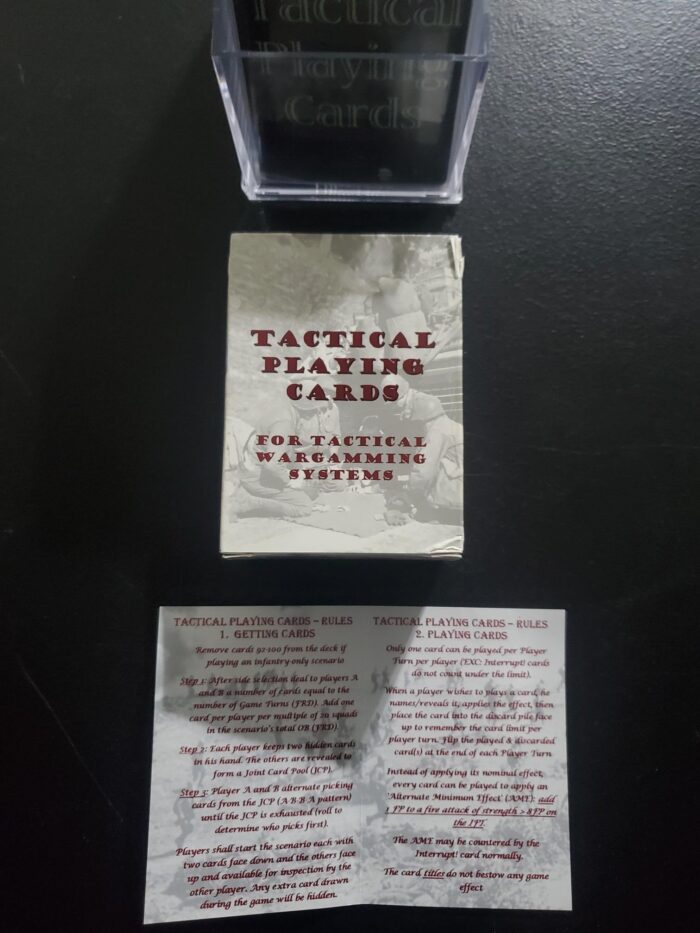 Tactical
Playing
Cards
TACTICAL
PLAYING
CARDS
FOR TACTICAL
WARGAMMING
SYSTEMS
TACTICAL PLAYING CARDS – RULES
1. GETTING CARDS
Remove cards 92-100 from the deck if
playing an infantry-only scenario
Step 1: After side selection deal to players A
and B a number of cards equal to the
number of Game Turns (FRD). Add one
card per player per multiple of 20 squads
in the scenario's total OB (FRD).
Step 2: Each player keeps two hidden cards
in his hand. The others are revealed to
form a Joint Card Pool (JCP).
Step 3: Player A and B alternate picking
cards from the JCP (A B B A pattern)
until the JCP is exhausted (roll to
determine who picks first).
Players shall start the scenario each with
two cards face down and the others face
up and available for inspection by the
other player. Any extra card drawn
during the game will be hidden.
TACTICAL PLAYING CARDS – RULES
2. PLAYING CARDS
Only one card can be played per Player
Turn per player (EXC: Interrupt! cards
do not count under the limit).
When a player wishes to plays a card, he
names/reveals it, applies the effect, then
place the card into the discard pile face
up to remember the card limit per
player turn. Flip the played & discarded
card(s) at the end of each Player Turn
Instead of applying its nominal effect,
every card can be played to apply an
'Alternate Minimum Effect' (AME): add
1 FP to a fire attack of strength > 8FP on
the IFT.
The AME may be countered by the
Interrupt! card normally.
The card titles do not bestow any game
effect